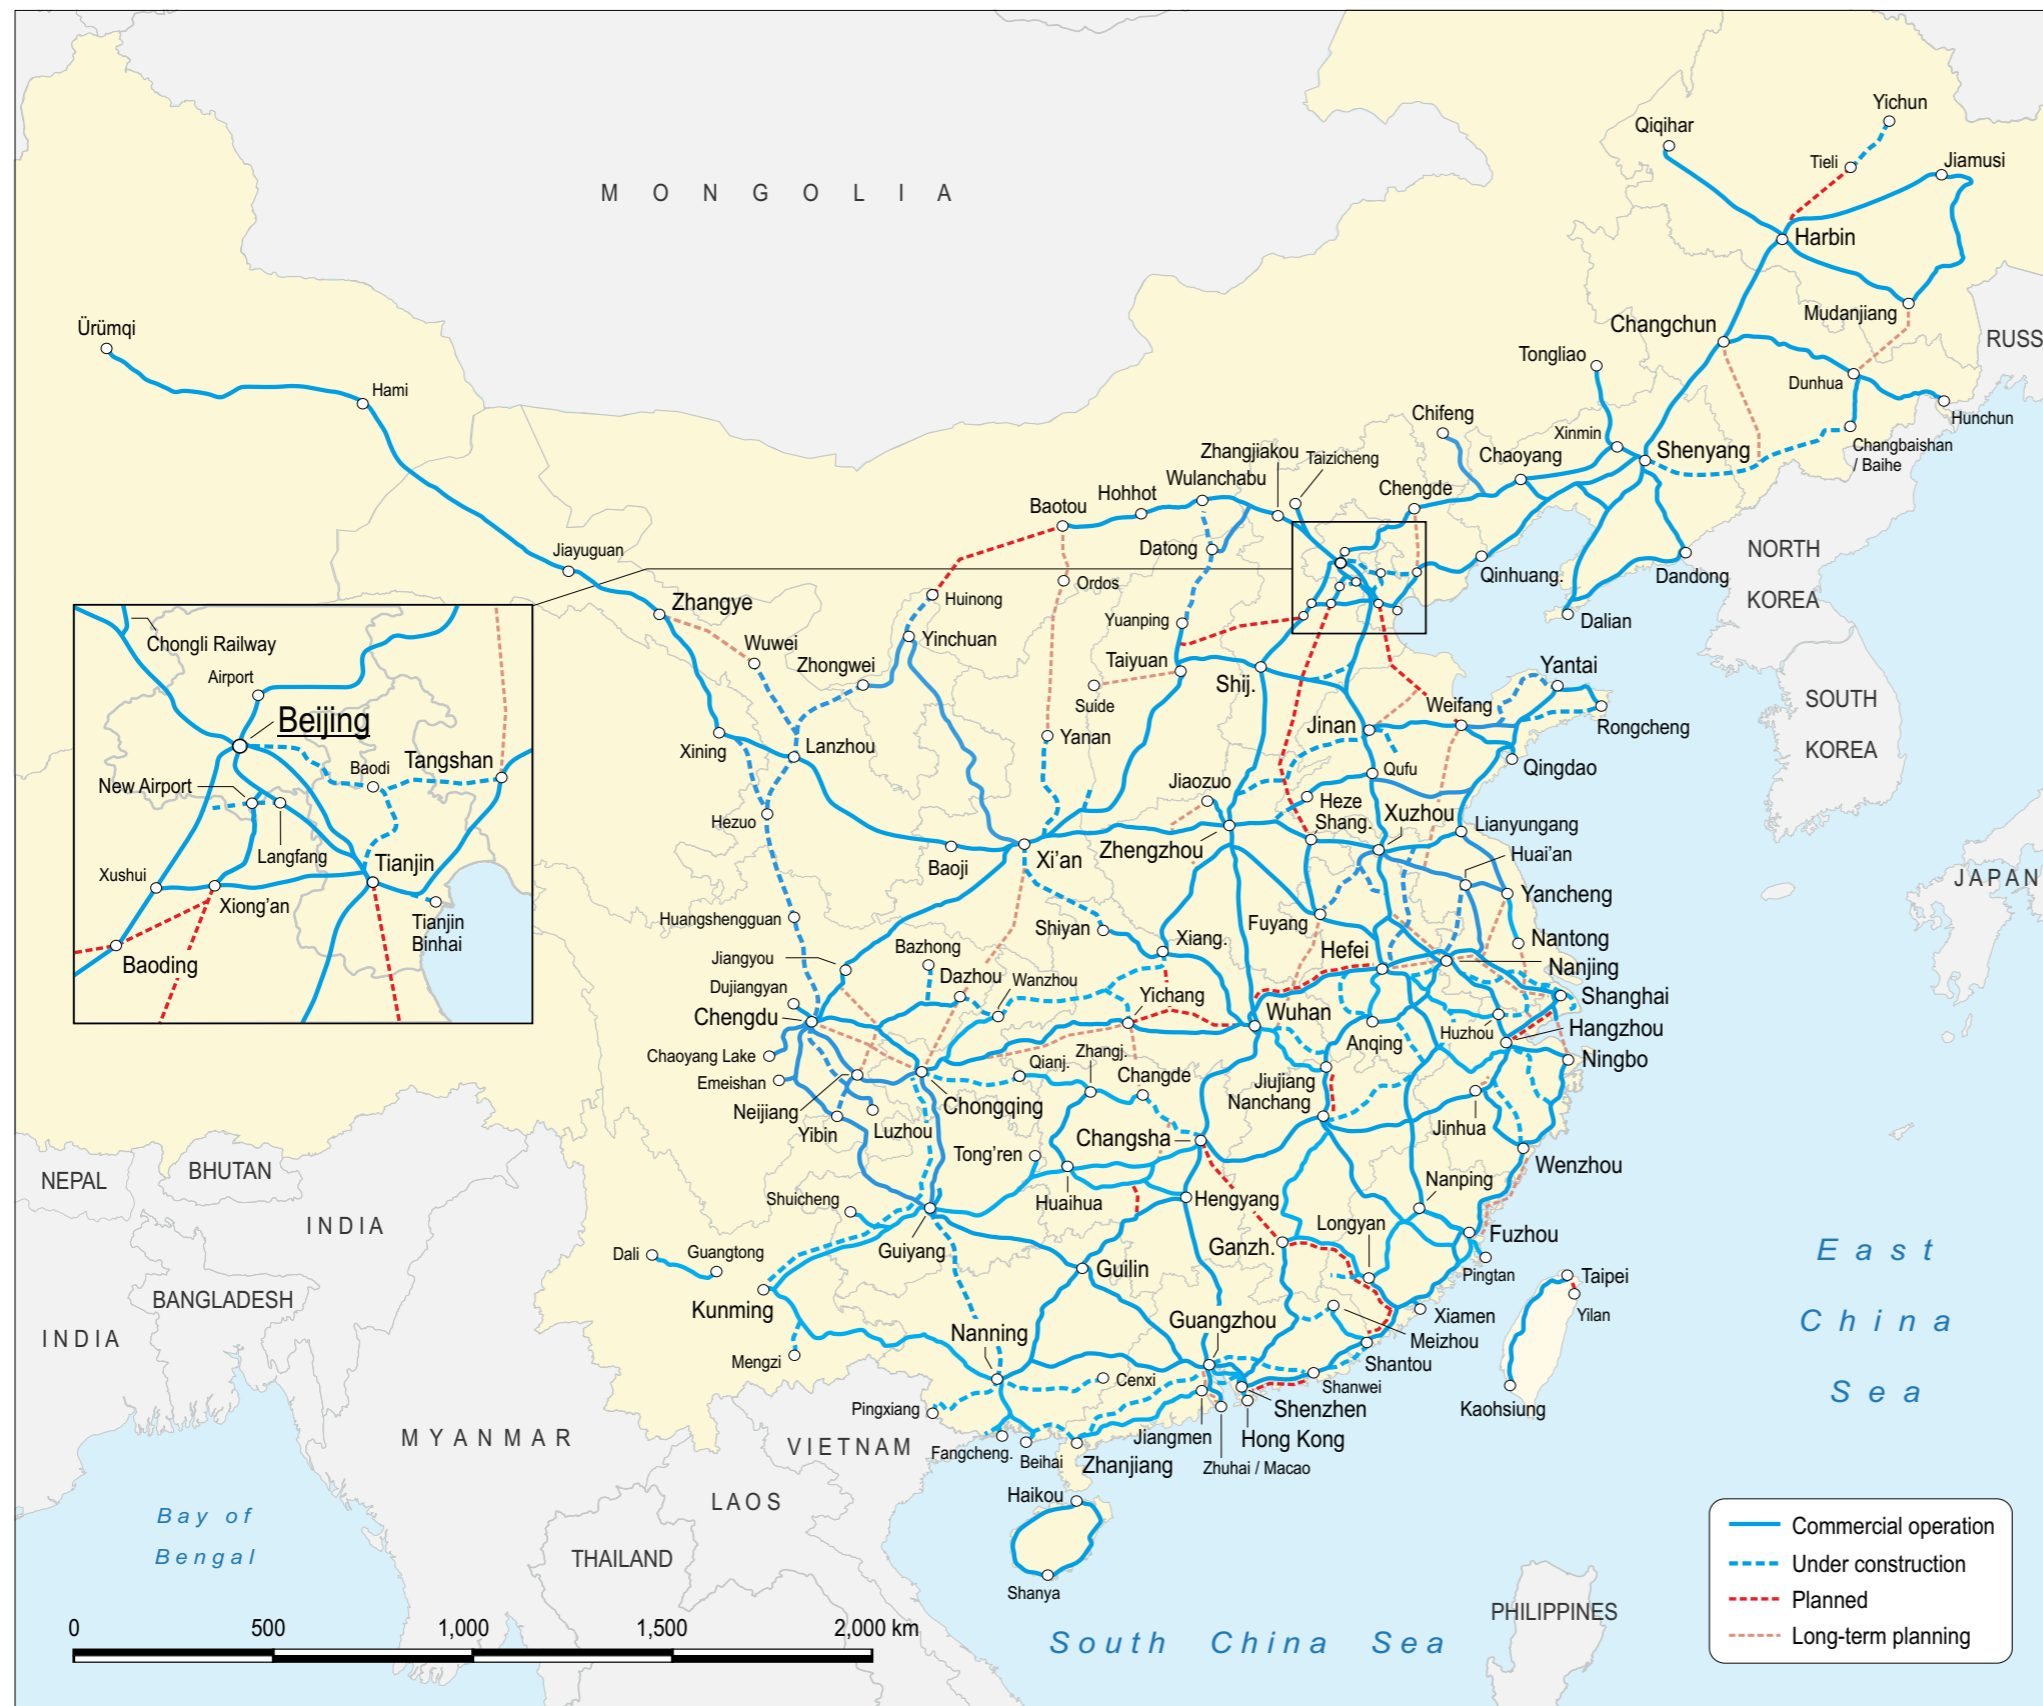 MONGOLIA
Yichun
Qiqihar
Tieli
Jiamusi
Harbin
Mudanjiang
Changchun
RUSS
Tongliao
Dunhua
Hunchun
Ürümqi
Hami
Chifeng
Xinmin
Chaoyang
Shenyang
Changbaishan
/ Baihe
Zhangjiakou
Taizicheng
Wulanchabu
Hohhot
Baotou
Chengde
Datong
Qinhuang.
Dandong
NORTH
KOREA
Jiayuguan
Ordos
Huinong
Dalian
Zhangye
Wuwei
Zhongwei
Yinchuan
Yuanping
Taiyuan
Shij.
Suide
Yantai
Weifang
Rongcheng
SOUTH
KOREA
Xining
Lanzhou
Yanan
Jinan
Qingdao
Qufu
Jiaozuo
Heze
Shang.
Xuzhou
Lianyungang
Hezuo
Baoji
Xi'an
Zhengzhou
Huai'an
Yancheng
JAPAN
Huangshengguan
Shiyan
Xiang.
Fuyang
Hefei
Nantong
Nanjing
Bazhong
Jiangyou
Dazhou
Wanzhou
Yichang
Shanghai
Dujiangyan
Chengdu
Wuhan
Huzhou
Hangzhou
Anqing
Ningbo
Chaoyang Lake
Emeishan
Qianj.
Zhangj.
Changde
Jiujiang
Nanchang
Neijiang
Yibin
Luzhou
Chongqing
Jinhua
Changsha
Tong'ren
Wenzhou
Shuicheng
Huaihua
Hengyang
Nanping
Longyan
Fuzhou
Dali
Guangtong
Guiyang
Ganzh.
Pingtan
Guilin
Kunming
Taipei
Yilan
Xiamen
Guangzhou
Meizhou
Nanning
Mengzi
Shantou
Cenxi
Shanwei
Pingxiang
Shenzhen
Kaohsiung
Jiangmen
Hong Kong
Fangcheng.
Beihai
Zhanjiang
Zhuhai / Macao
Haikou
Shanya
Chongli Railway
Airport
Beijing
Tangshan
Baodi
New Airport
Langfang
Tianjin
Xushui
Xiong'an
Tianjin
Binhai
Baoding
NEPAL
BHUTAN
INDIA
BANGLADESH
INDIA
MYANMAR
VIETNAM
LAOS
THAILAND
PHILIPPINES
Bay of
Bengal
East
China
Sea
South China Sea
0 500 1,000 1,500 2,000 km
Commercial operation
Under construction
Planned
Long-term planning